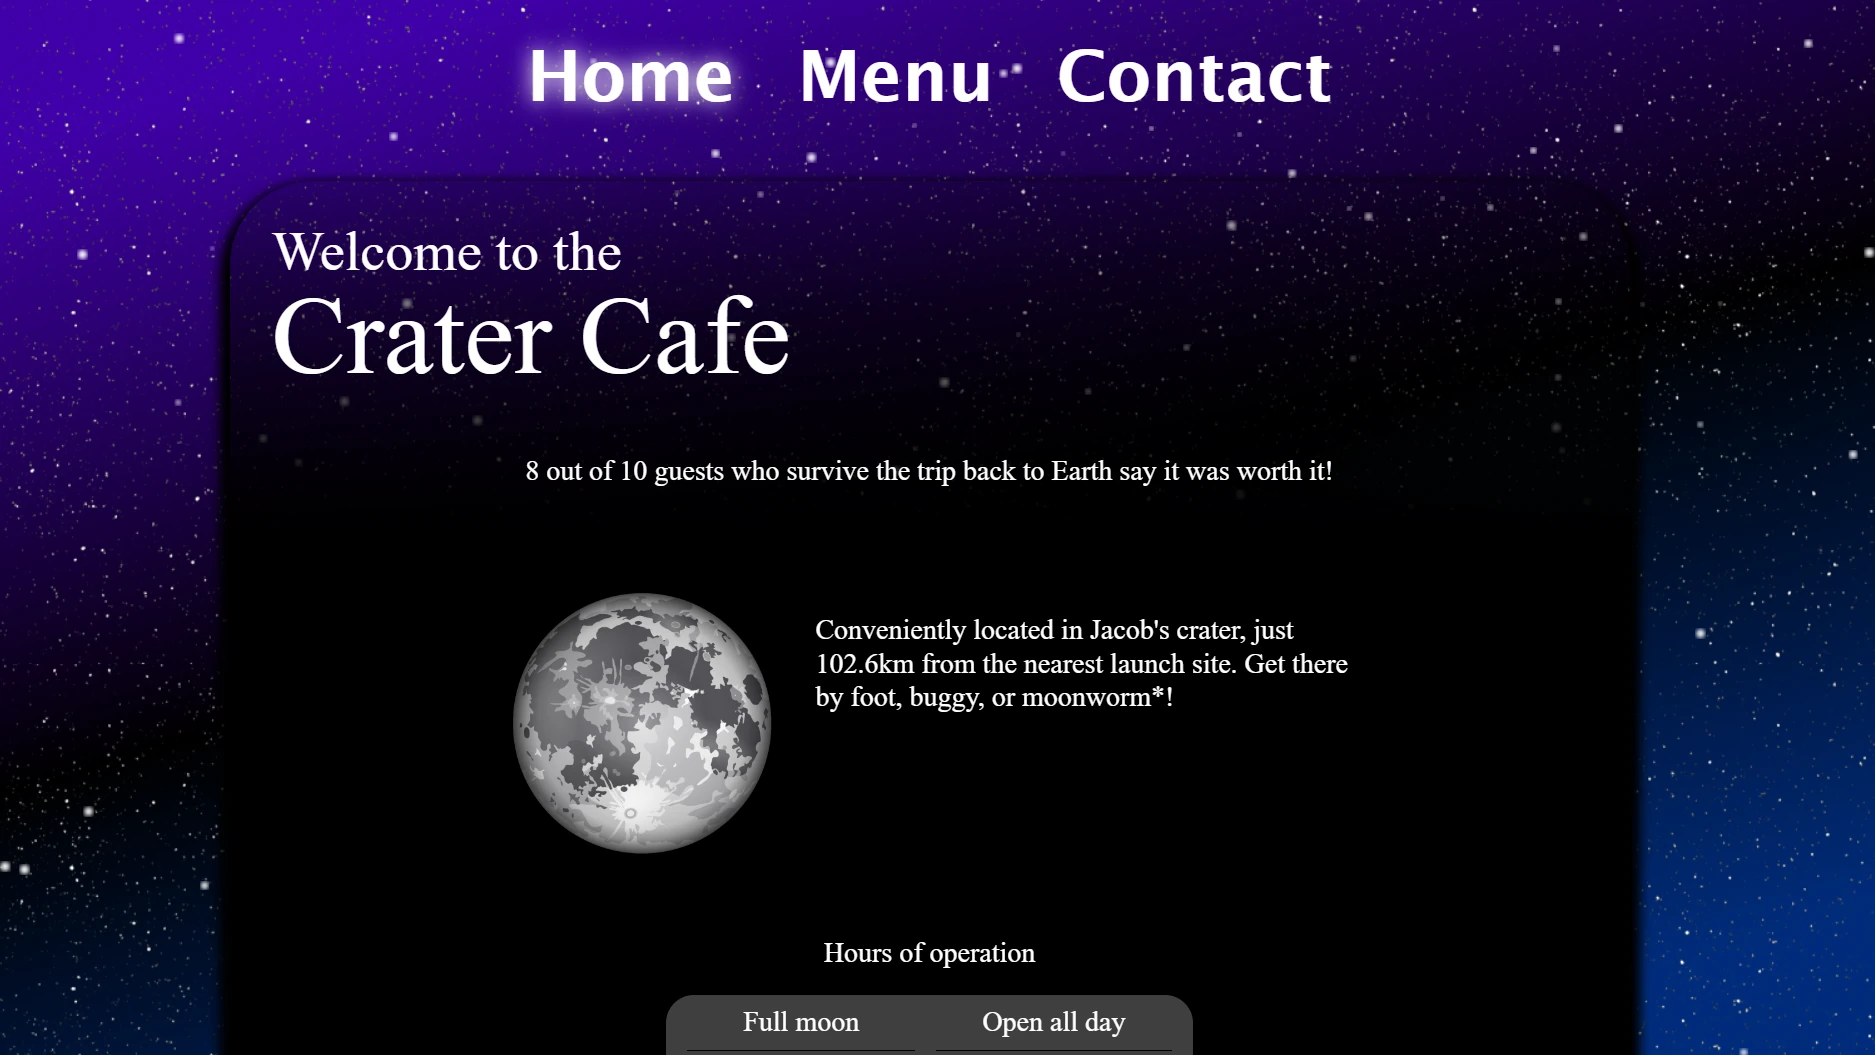 Home Menu Contact
Welcome to the
Crater Cafe
8 out of 10 guests who survive the trip back to Earth say it was worth it!
Conveniently located in Jacob's crater, just
102.6km from the nearest launch site. Get there
by foot, buggy, or moonworm*!
Hours of operation
Full moon Open all day